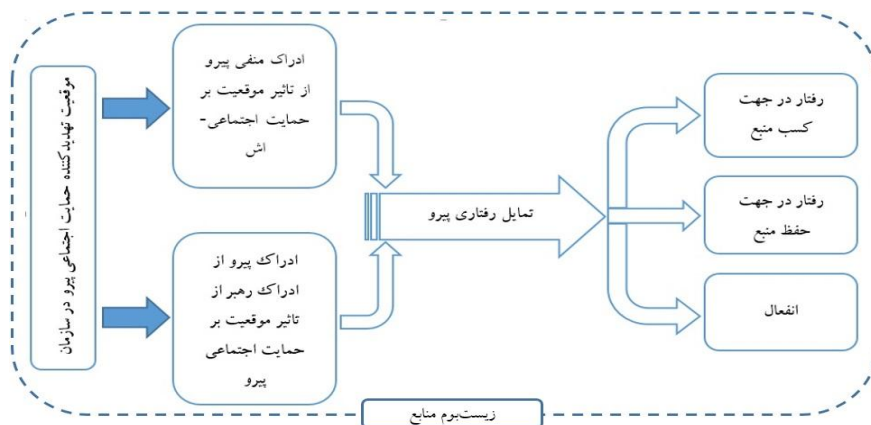 موقعیت تهدیدکننده حمایت اجتماعی پیرو در سازمان
ادراک منفی پیرو
از تاثیر موقعیت بر
حمایت اجتماعی-
اش
ادراک پیرو از
ادراک رهبر از
تاثیر موقعیت بر
حمایت اجتماعی
پیرو
تمایل رفتاری پیرو
رفتار در جهت
کسب منبع
رفتار در جهت
حفظ منبع
انفعال
زیست‌بوم منابع